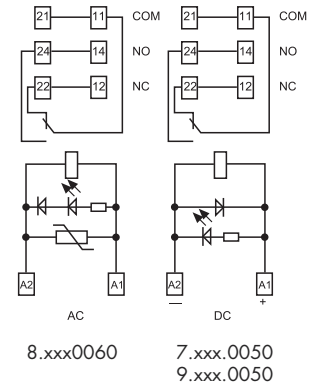 21 11 COM 21 11 COM
24 14 NO 24 14 NO
22 12 NC 22 12 NC
A2 A1 A2 A1
— +
AC DC
8.xxx0060 7.xxx.0050
9.xxx.0050